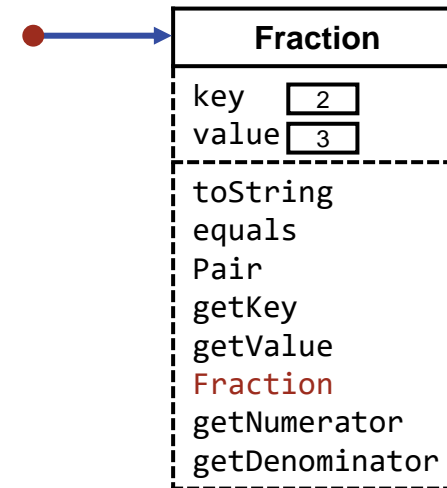 Fraction
key 2
value 3
toString
equals
Pair
getKey
getValue
Fraction
getNumerator
getDenominator